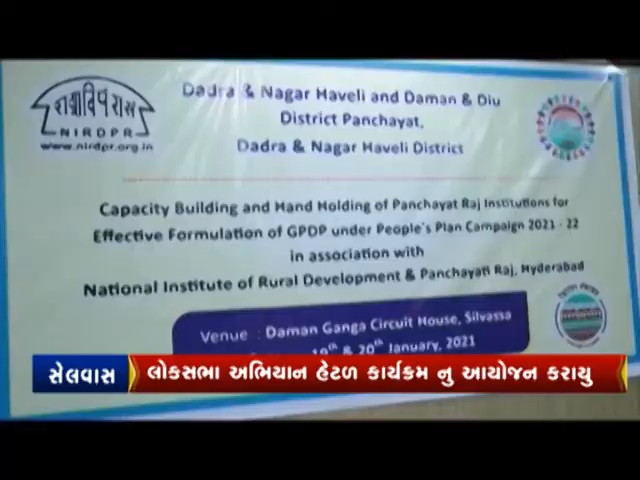 Dadra & Nagar Haveli and Daman & Diu
District Panchayat,
Dadra & Nagar Haveli District
NIRDPR
www.nirdpr.org.in
Capacity Building and Hand Holding of Panchayat Raj Institutions for
Effective Formulation of GPDP under People's Plan Campaign 2021 - 22
in association with
National Institute of Rural Development & Panchayati Raj, Hyderabad
Venue : Daman Ganga Circuit House, Silvassa
19th & 20th January, 2021
સેલવાસ
લોકસભા અભિયાન હેટળ કાર્યક્રમ નુ આયોજન કરાયુ